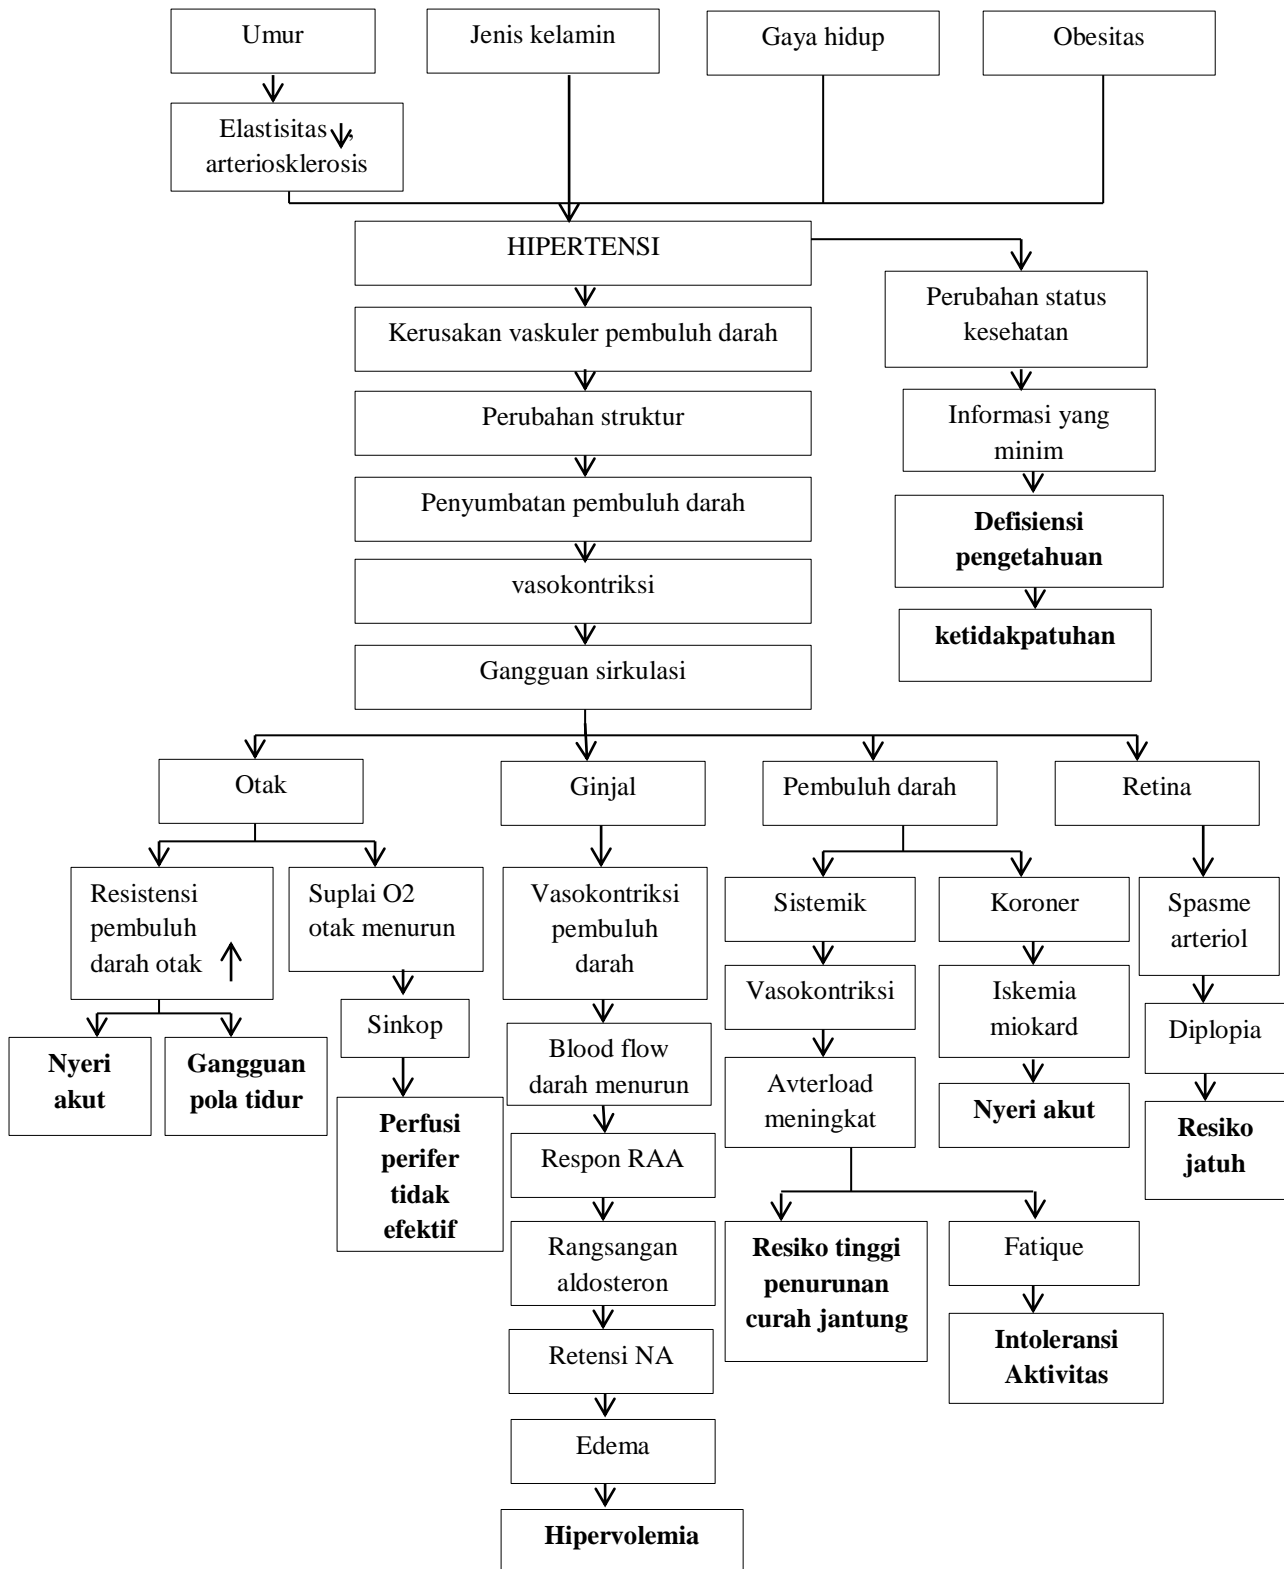 Umur
Jenis kelamin
Gaya hidup
Obesitas
Elastisitas ↓,
arteriosklerosis
HIPERTENSI
Kerusakan vaskuler pembuluh darah
Perubahan status
kesehatan
Perubahan struktur
Informasi yang
minim
Penyumbatan pembuluh darah
Defisiensi
pengetahuan
vasokontriksi
ketidakpatuhan
Gangguan sirkulasi
Otak
Ginjal
Pembuluh darah
Retina
Resistensi
pembuluh
darah otak ↑
Suplai O2
otak menurun
Vasokontriksi
pembuluh
darah
Sistemik
Koroner
Spasme
arteriol
Vasokontriksi
Iskemia
miokard
Sinkop
Diplopia
Nyeri
akut
Gangguan
pola tidur
Blood flow
darah menurun
Avterload
meningkat
Nyeri akut
Perfusi
perifer
tidak
efektif
Resiko
jatuh
Respon RAA
Rangsangan
aldosteron
Resiko tinggi
penurunan
curah jantung
Fatique
Retensi NA
Intoleransi
Aktivitas
Edema
Hipervolemia